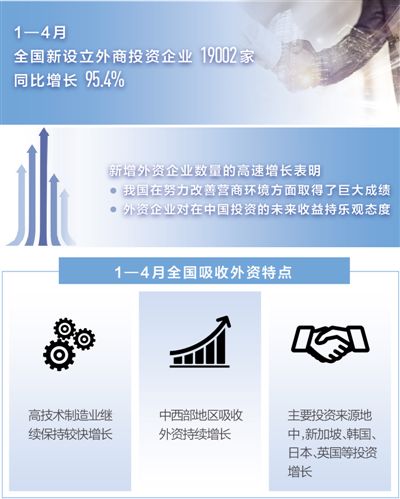 1—4月
全国新设立外商投资企业 19002 家
同比增长 95.4%
新增外资企业数量的高速增长表明
● 我国在努力改善营商环境方面取得了巨大成绩
● 外资企业对在中国投资的未来收益持乐观态度
1—4月全国吸收外资特点
高技术制造业继
续保持较快增长
中西部地区吸收
外资持续增长
主要投资来源地
中,新加坡、韩国、
日本、英国等投资
增长